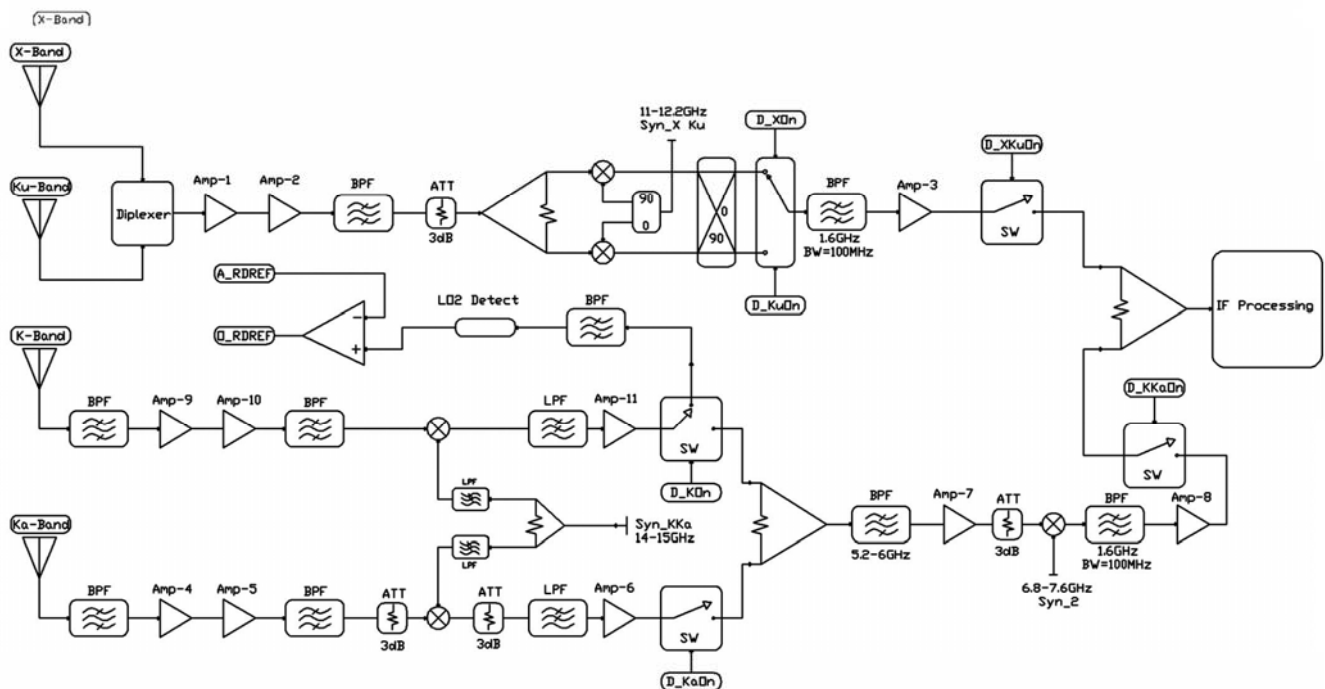 (X-Band)
X-Band
11-12.2GHz
Syn_X Ku
D_XOn
D_XKuOn
Ku-Band
Amp-1
Amp-2
BPF
ATT
BPF
Amp-3
Diplexer
90
0
0
90
3dB
1.6GHz
BW=100MHz
SW
A_RDREF
D_KuOn
LO2 Detect
BPF
IF Processing
-
+
D_RDREF
K-Band
D_KKaOn
BPF
Amp-9
Amp-10
BPF
LPF
Amp-11
SW
SW
D_KOn
LPF
Ka-Band
Syn_KKa
14-15GHz
BPF
Amp-7
ATT
BPF
Amp-8
LPF
5.2-6GHz
3dB
1.6GHz
BW=100MHz
6.8-7.6GHz
Syn_2
BPF
Amp-4
Amp-5
BPF
ATT
ATT
LPF
Amp-6
3dB
3dB
SW
D_KaOn